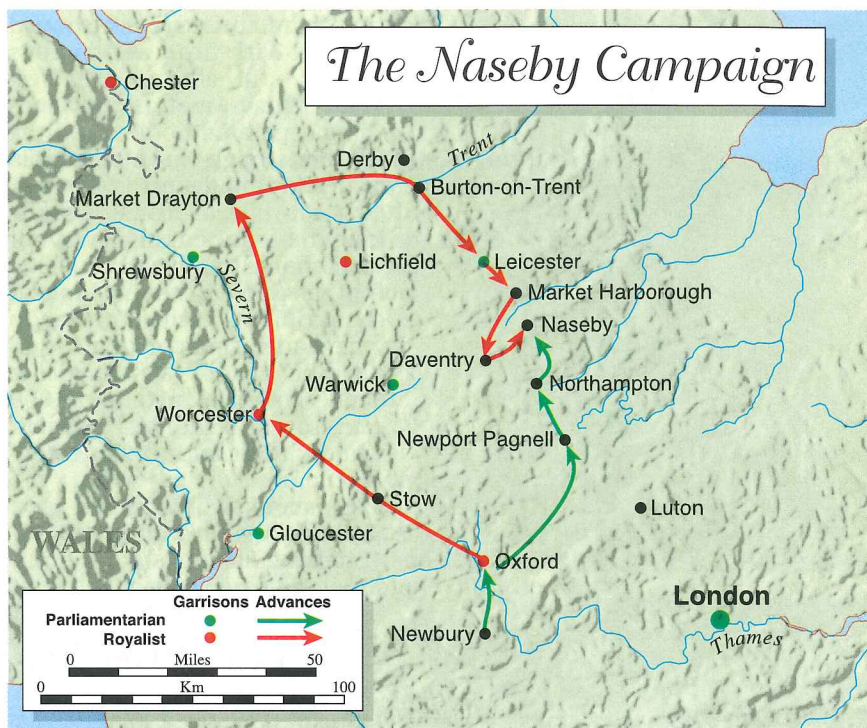 The Naseby Campaign
Chester
Derby
Trent
Burton-on-Trent
Market Drayton
Shrewsbury
Severn
Lichfield
Leicester
Market Harborough
Naseby
Daventry
Warwick
Northampton
Worcester
Newport Pagnell
Stow
Luton
WALES
Gloucester
Oxford
London
Thames
Newbury
Garrisons Advances
Parliamentarian
Royalist
0 Miles 50
0 Km 100